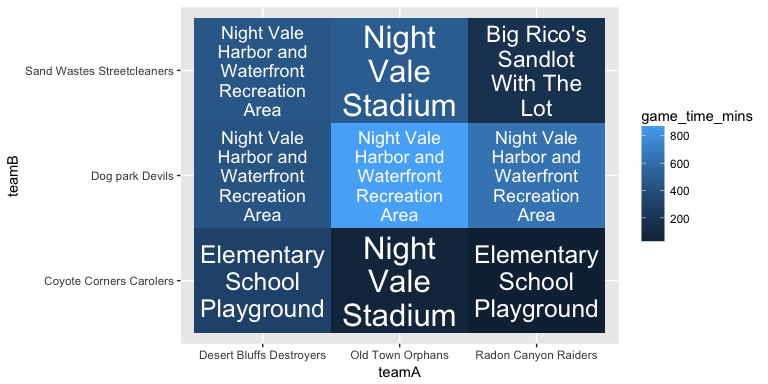 Night Vale
Harbor and
Waterfront
Recreation
Area
Night
Vale
Stadium
Big Rico's
Sandlot
With The
Lot
Sand Wastes Streetcleaners
Night Vale
Harbor and
Waterfront
Recreation
Area
Night Vale
Harbor and
Waterfront
Recreation
Area
Night Vale
Harbor and
Waterfront
Recreation
Area
Dog park Devils
Elementary
School
Playground
Night
Vale
Stadium
Elementary
School
Playground
Coyote Corners Carolers
teamB
Desert Bluffs Destroyers
Old Town Orphans
Radon Canyon Raiders
teamA
game_time_mins
800
600
400
200